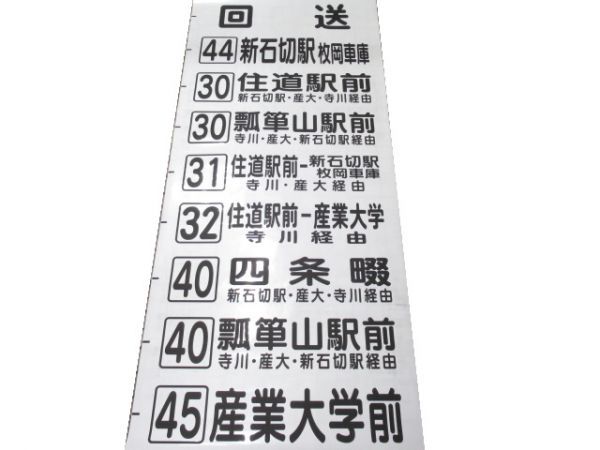 回 送
44 新石切駅 枚岡車庫
30 住道駅前
新石切駅・産大・寺川経由
30 瓢箪山駅前
寺川・産大・新石切駅経由
31 住道駅前-新石切駅
枚岡車庫
寺川・産大経由
32 住道駅前-産業大学
寺川経由
40 四条畷
新石切駅・産大・寺川経由
40 瓢箪山駅前
寺川・産大・新石切駅経由
45 産業大学前